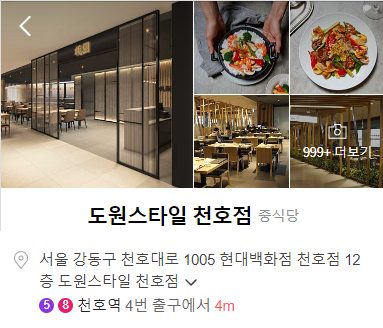 999+ 더보기
도원스타일 천호점 중식당
서울 강동구 천호대로 1005 현대백화점 천호점 12
층 도원스타일 천호점
5 8 천호역 4번 출구에서 4m